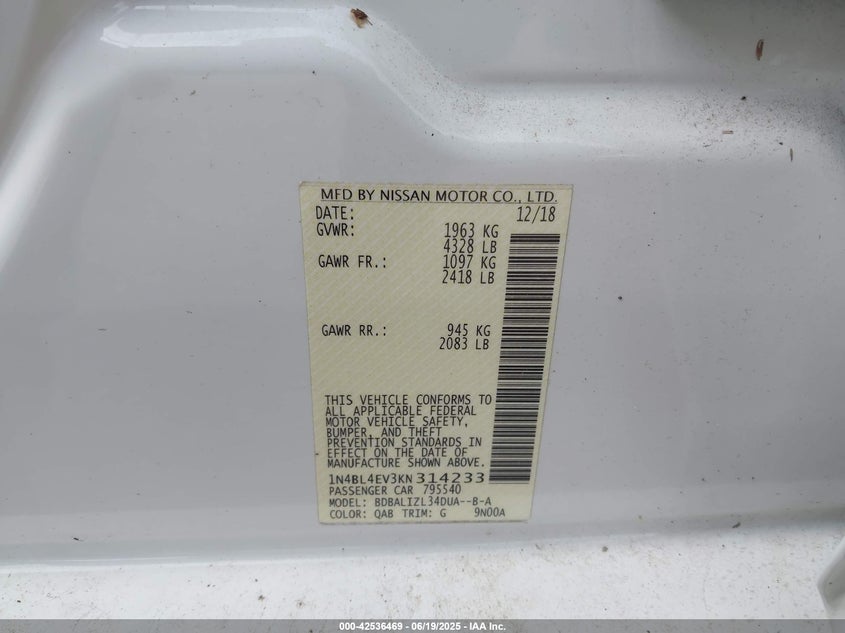 MFD BY NISSAN MOTOR CO., LTD.
DATE: 12/18
GVWR: 1963 KG
4328 LB
GAWR FR.: 1097 KG
2418 LB
GAWR RR.: 945 KG
2083 LB
THIS VEHICLE CONFORMS TO
ALL APPLICABLE FEDERAL
MOTOR VEHICLE SAFETY,
BUMPER, AND THEFT
PREVENTION STANDARDS IN
EFFECT ON THE DATE OF
MANUFACTURE SHOWN ABOVE.
1N4BL4EV3KN314233
PASSENGER CAR 795540
MODEL: BDBALIZL34DUA--B-A
COLOR: QAB TRIM: G 9N00A
000-42536469 - 06/19/2025 - IAA Inc.